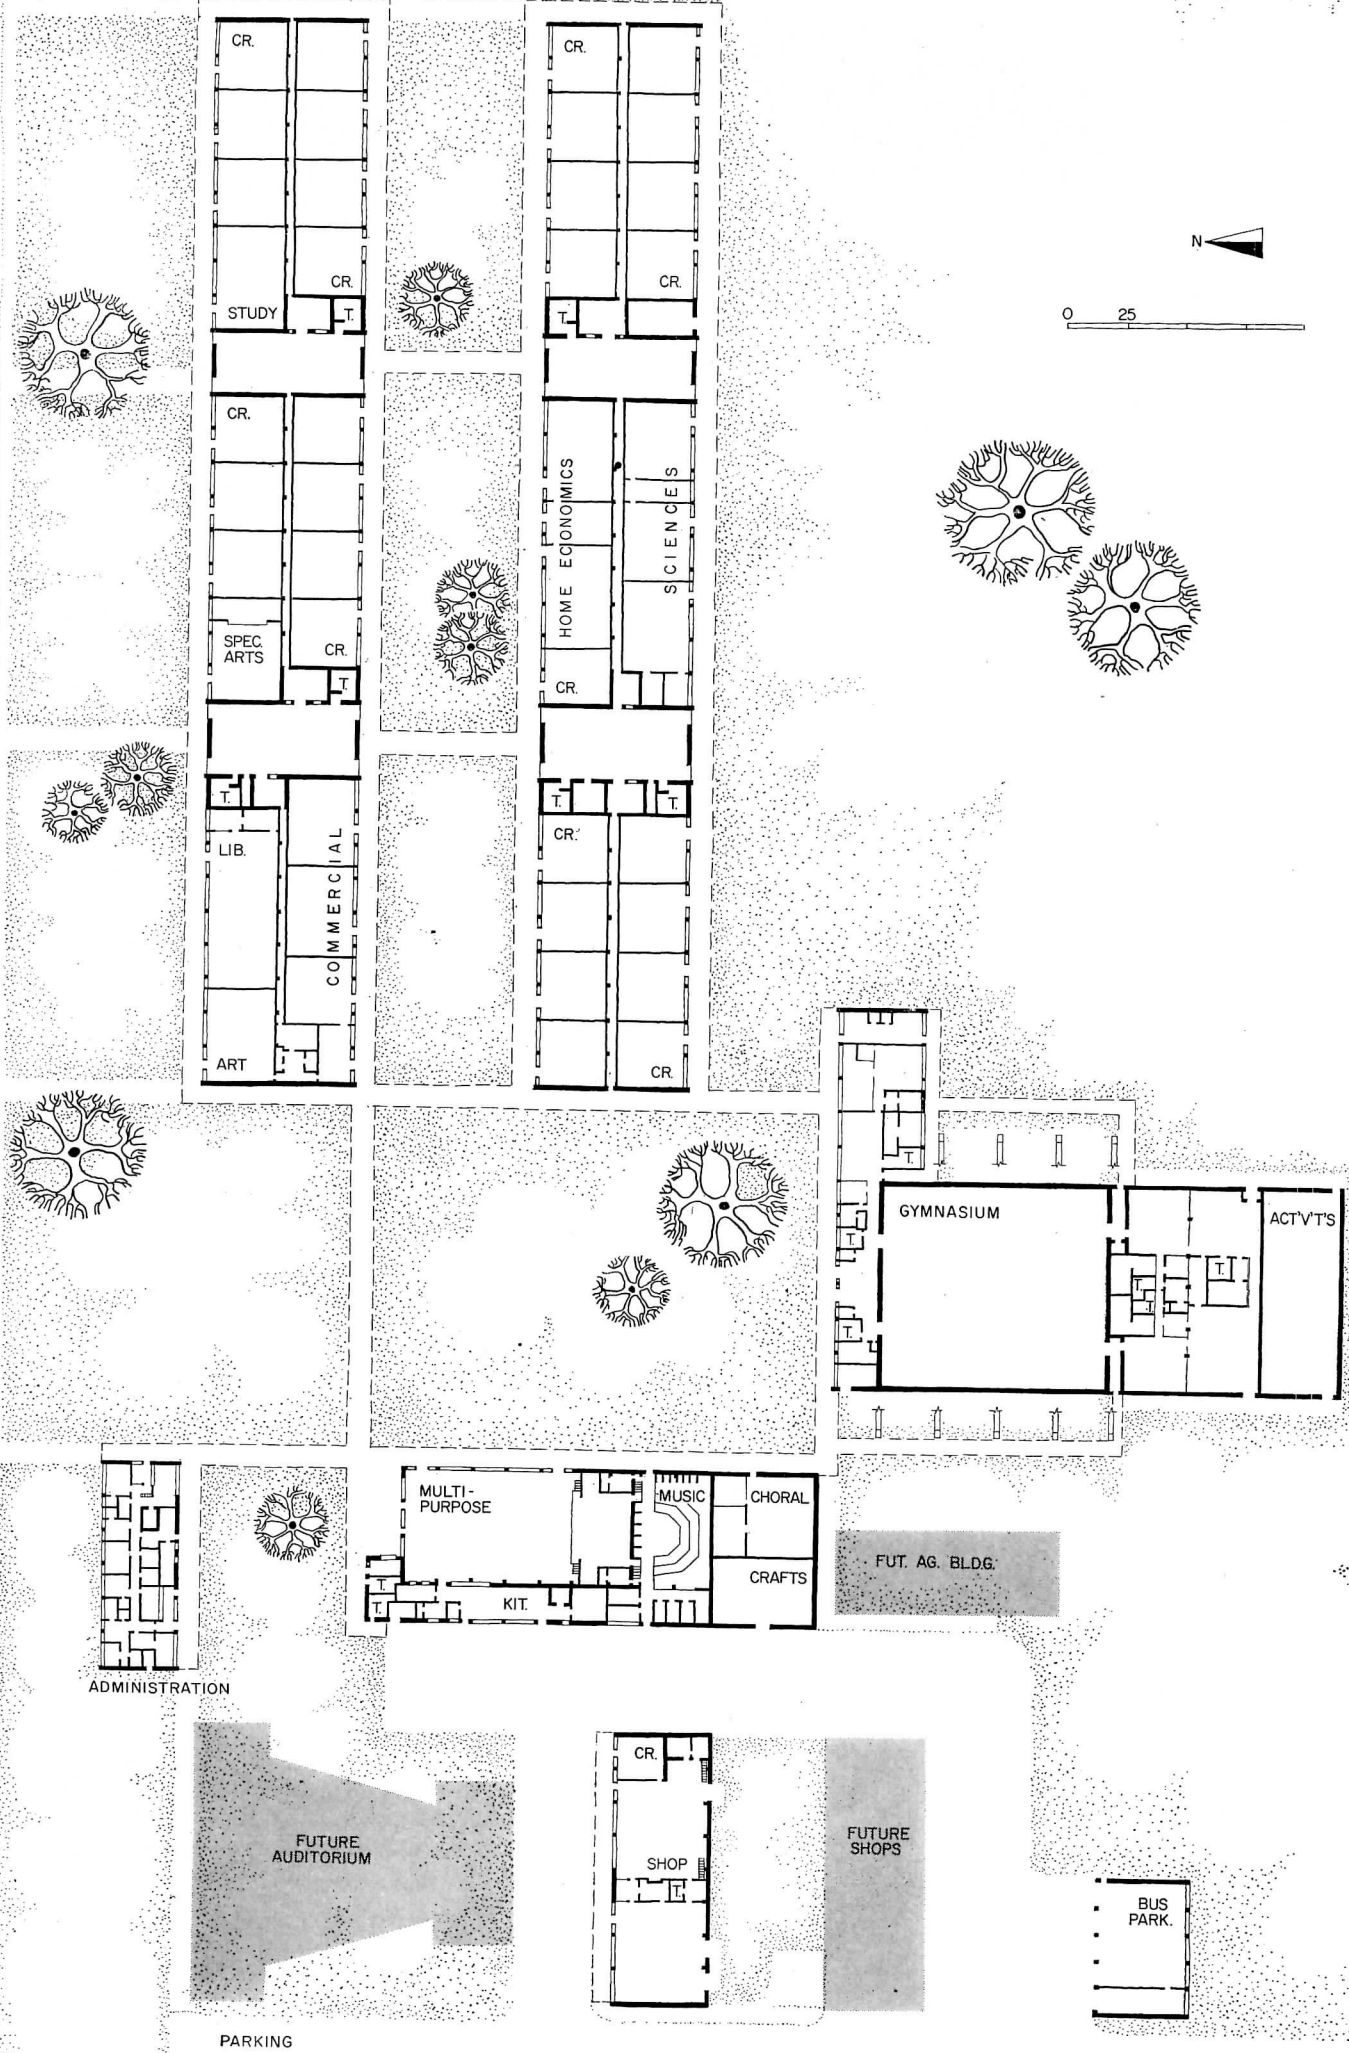 CR.
CR.
N
0 25
CR.
CR.
STUDY
T.
T.
CR.
HOME ECONOMICS
SCIENCES
SPEC.
ARTS
CR.
T.
CR.
T.
T.
T.
CR.
LIB.
COMMERCIAL
ART
CR.
T.
GYMNASIUM
ACT'V'T'S
T.
T.
T.
T.
T.
T.
MULTI-
PURPOSE
MUSIC
CHORAL
FUT. AG. BLDG.
CRAFTS
T.
T.
KIT.
ADMINISTRATION
CR.
FUTURE
AUDITORIUM
FUTURE
SHOPS
SHOP
T.
BUS
PARK.
PARKING